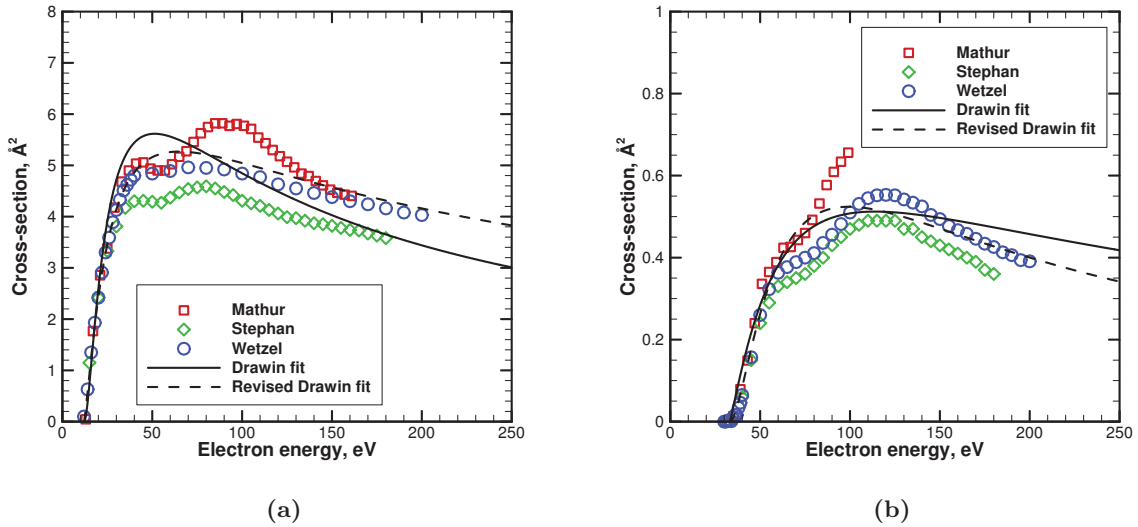 Cross-section, Å²
8
7
6
5
4
3
2
1
0
0 50 100 150 200 250
Electron energy, eV
Mathur
Stephan
Wetzel
Drawin fit
Revised Drawin fit
(a)
Cross-section, Å²
1
0.8
0.6
0.4
0.2
0
0 50 100 150 200 250
Electron energy, eV
Mathur
Stephan
Wetzel
Drawin fit
Revised Drawin fit
(b)